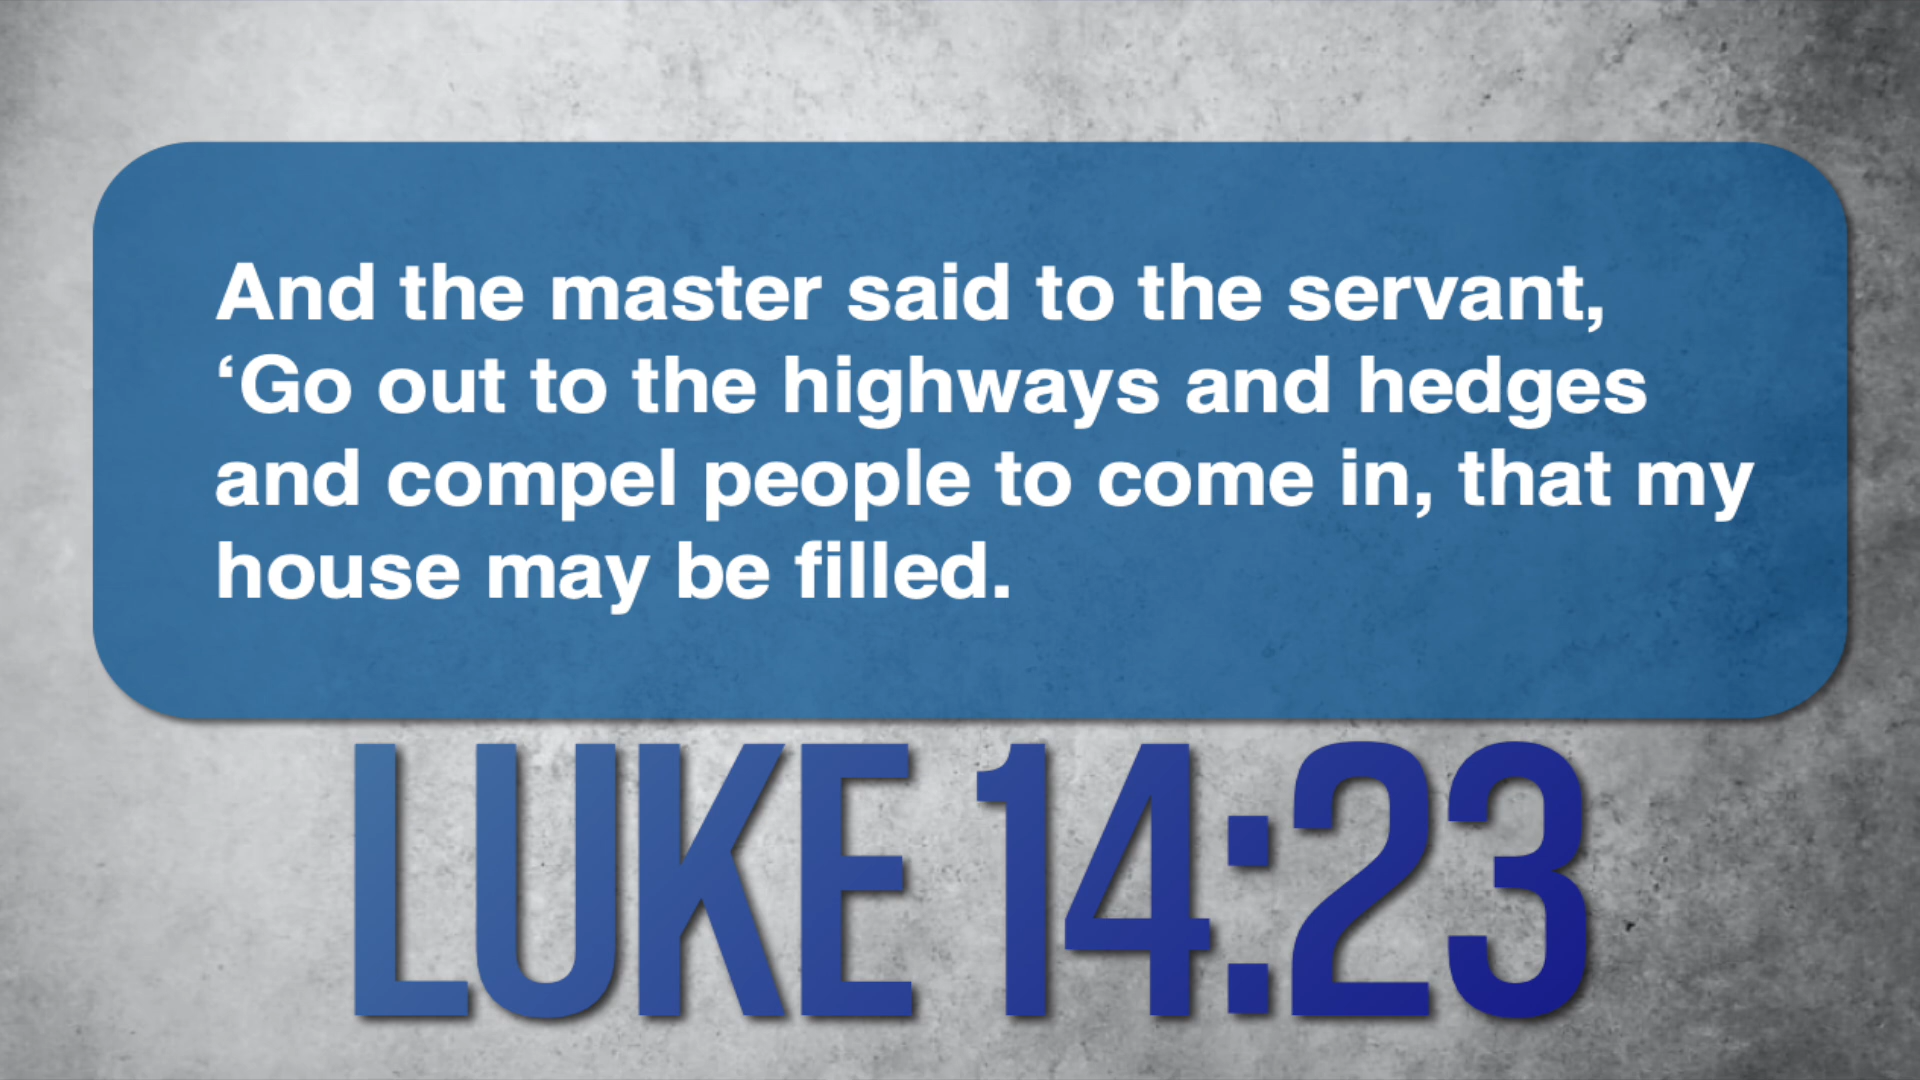 And the master said to the servant,
‘Go out to the highways and hedges
and compel people to come in, that my
house may be filled.
LUKE 14:23